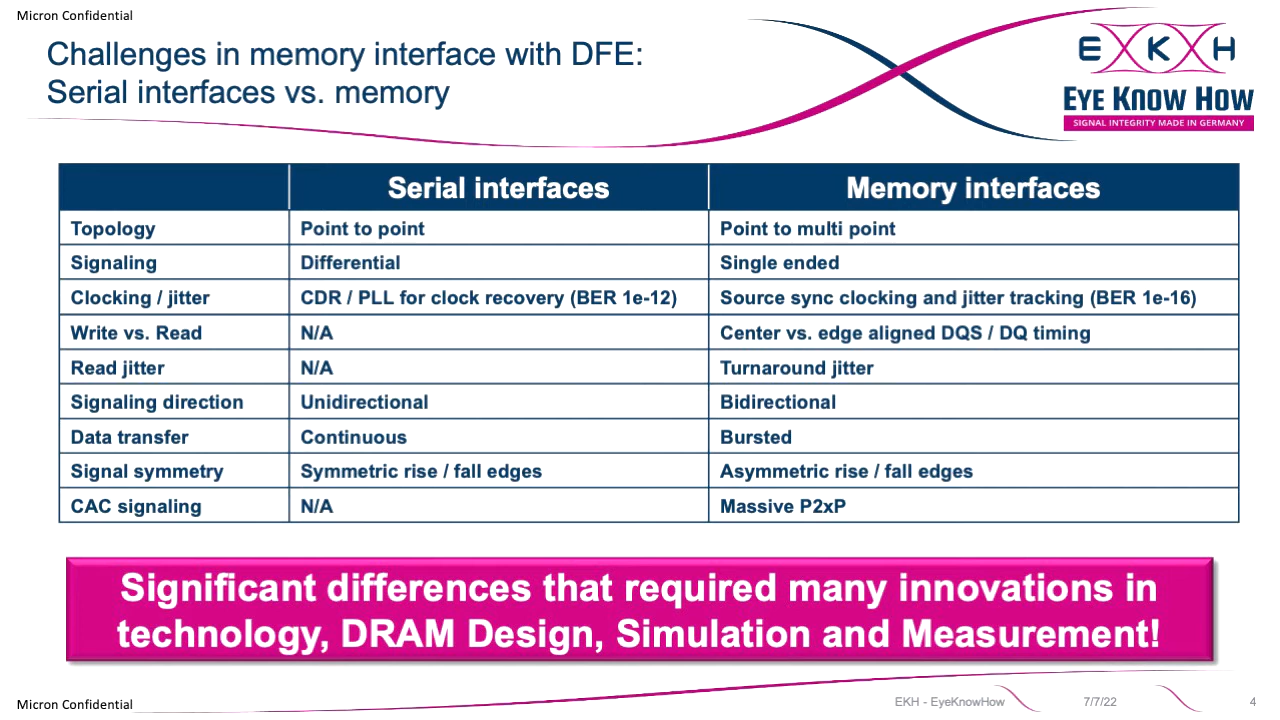 Micron Confidential
Challenges in memory interface with DFE:
Serial interfaces vs. memory
E K H
EYE KNOW HOW
SIGNAL INTEGRITY MADE IN GERMANY
Serial interfaces Memory interfaces
Topology Point to point Point to multi point
Signaling Differential Single ended
Clocking / jitter CDR / PLL for clock recovery (BER 1e-12) Source sync clocking and jitter tracking (BER 1e-16)
Write vs. Read N/A Center vs. edge aligned DQS / DQ timing
Read jitter N/A Turnaround jitter
Signaling direction Unidirectional Bidirectional
Data transfer Continuous Bursted
Signal symmetry Symmetric rise / fall edges Asymmetric rise / fall edges
CAC signaling N/A Massive P2xP
Significant differences that required many innovations in
technology, DRAM Design, Simulation and Measurement!
Micron Confidential
EKH - EyeKnowHow 7/7/22 4